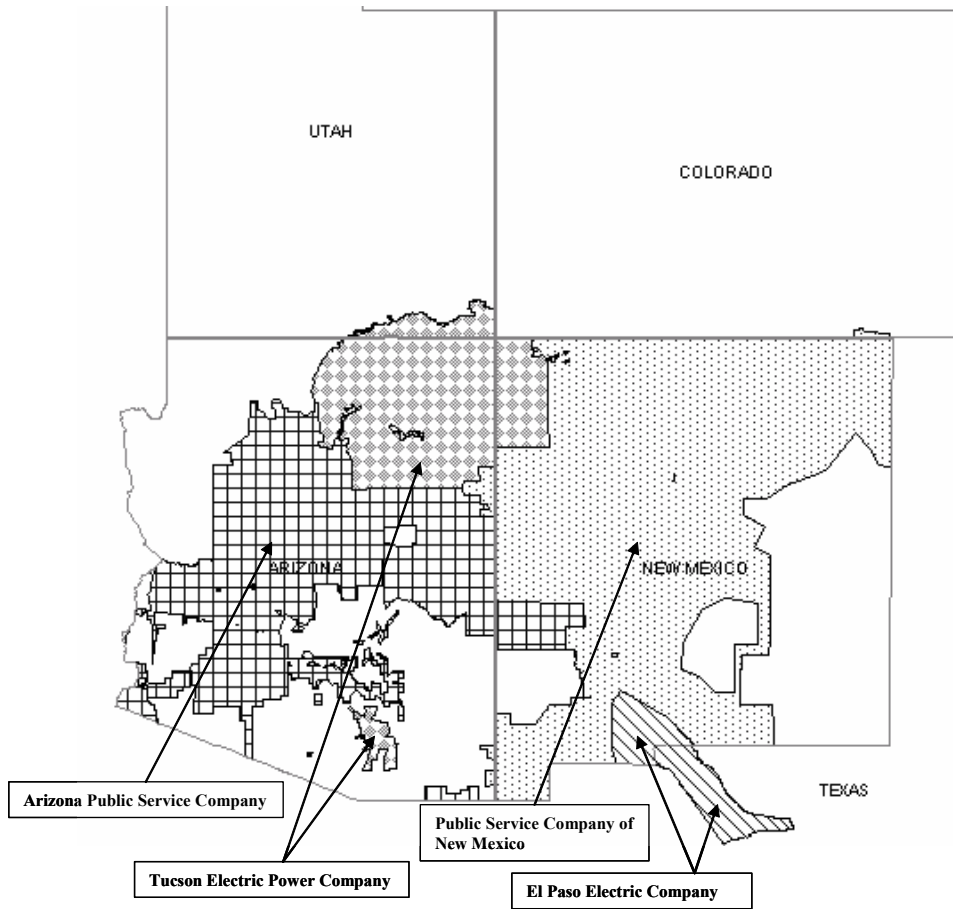 UTAH
COLORADO
ARIZONA
NEW MEXICO
TEXAS
Arizona Public Service Company
Public Service Company of
New Mexico
Tucson Electric Power Company
El Paso Electric Company